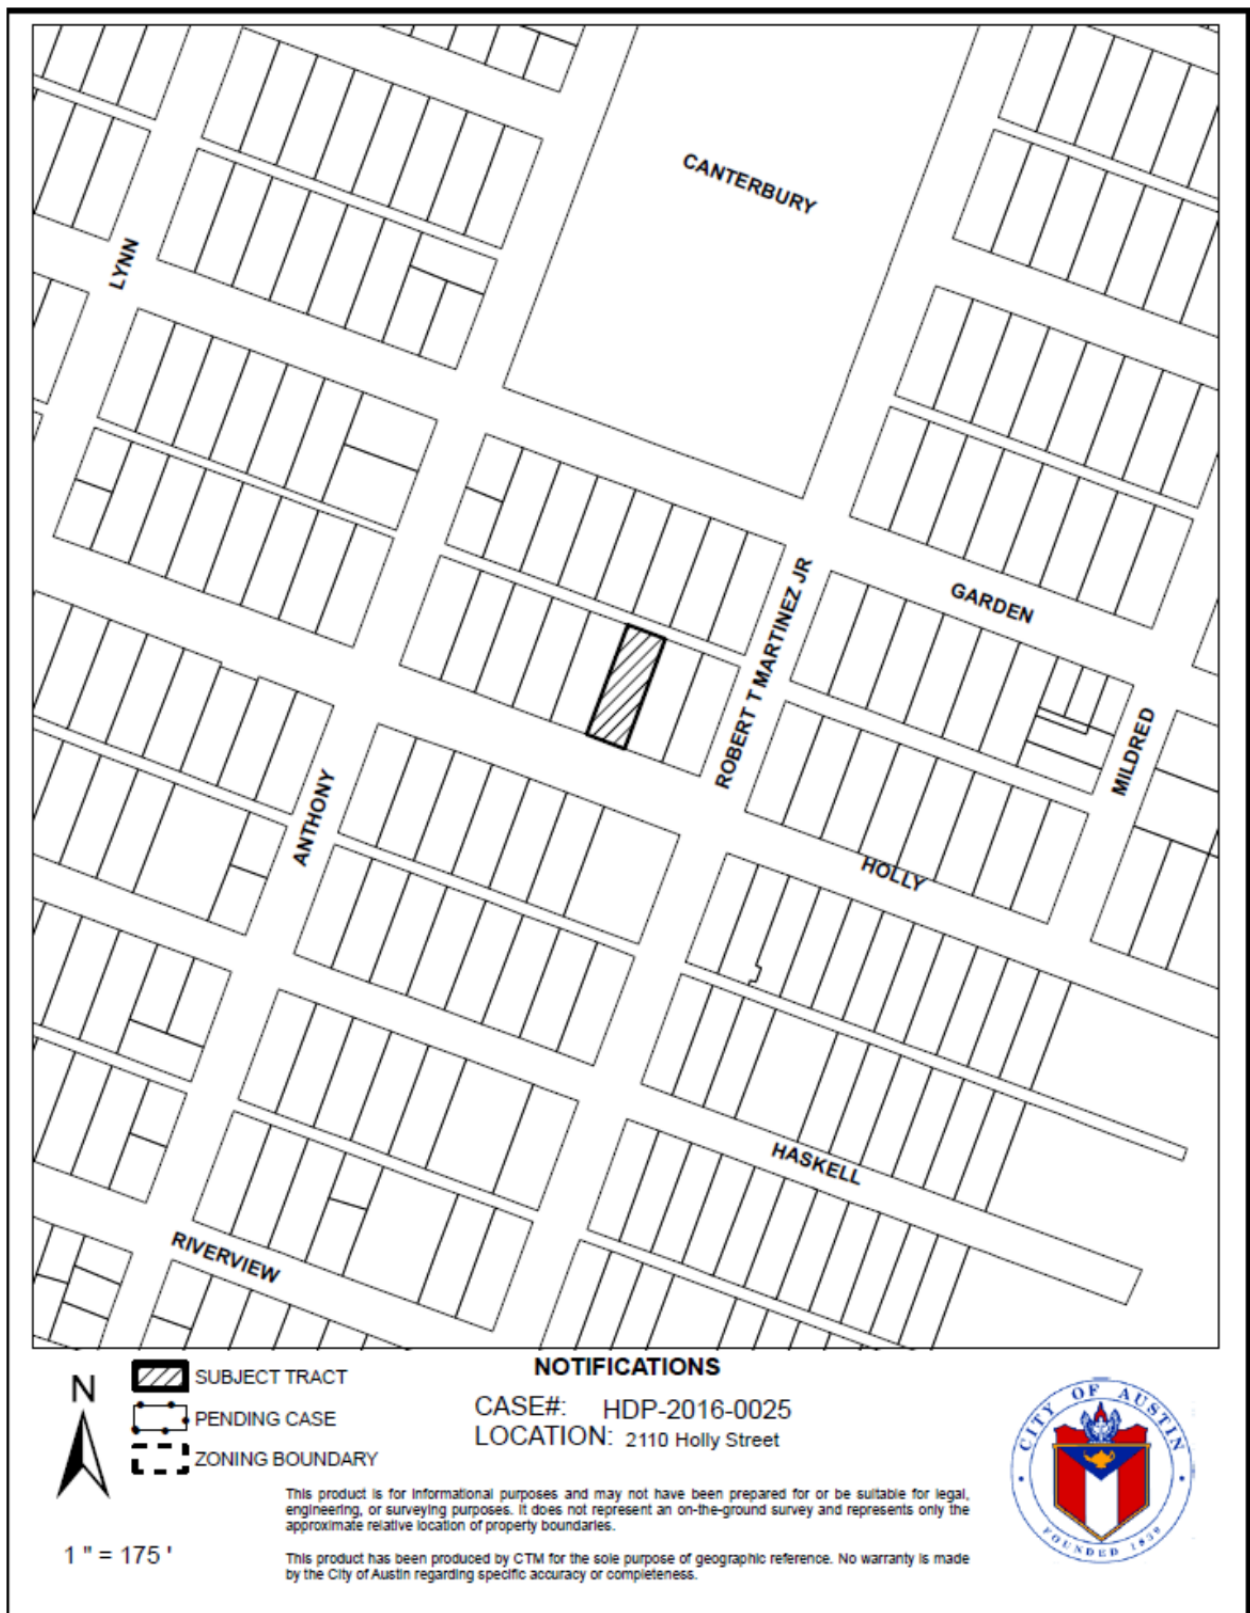 CANTERBURY
LYNN
GARDEN
ROBERT T MARTINEZ JR
MILDRED
ANTHONY
HOLLY
HASKELL
RIVERVIEW
N
1 " = 175 '
SUBJECT TRACT
PENDING CASE
ZONING BOUNDARY
NOTIFICATIONS
CASE#: HDP-2016-0025
LOCATION: 2110 Holly Street
This product is for informational purposes and may not have been prepared for or be suitable for legal,
engineering, or surveying purposes. It does not represent an on-the-ground survey and represents only the
approximate relative location of property boundaries.
This product has been produced by CTM for the sole purpose of geographic reference. No warranty is made
by the City of Austin regarding specific accuracy or completeness.
CITY OF AUSTIN
FOUNDED 1839